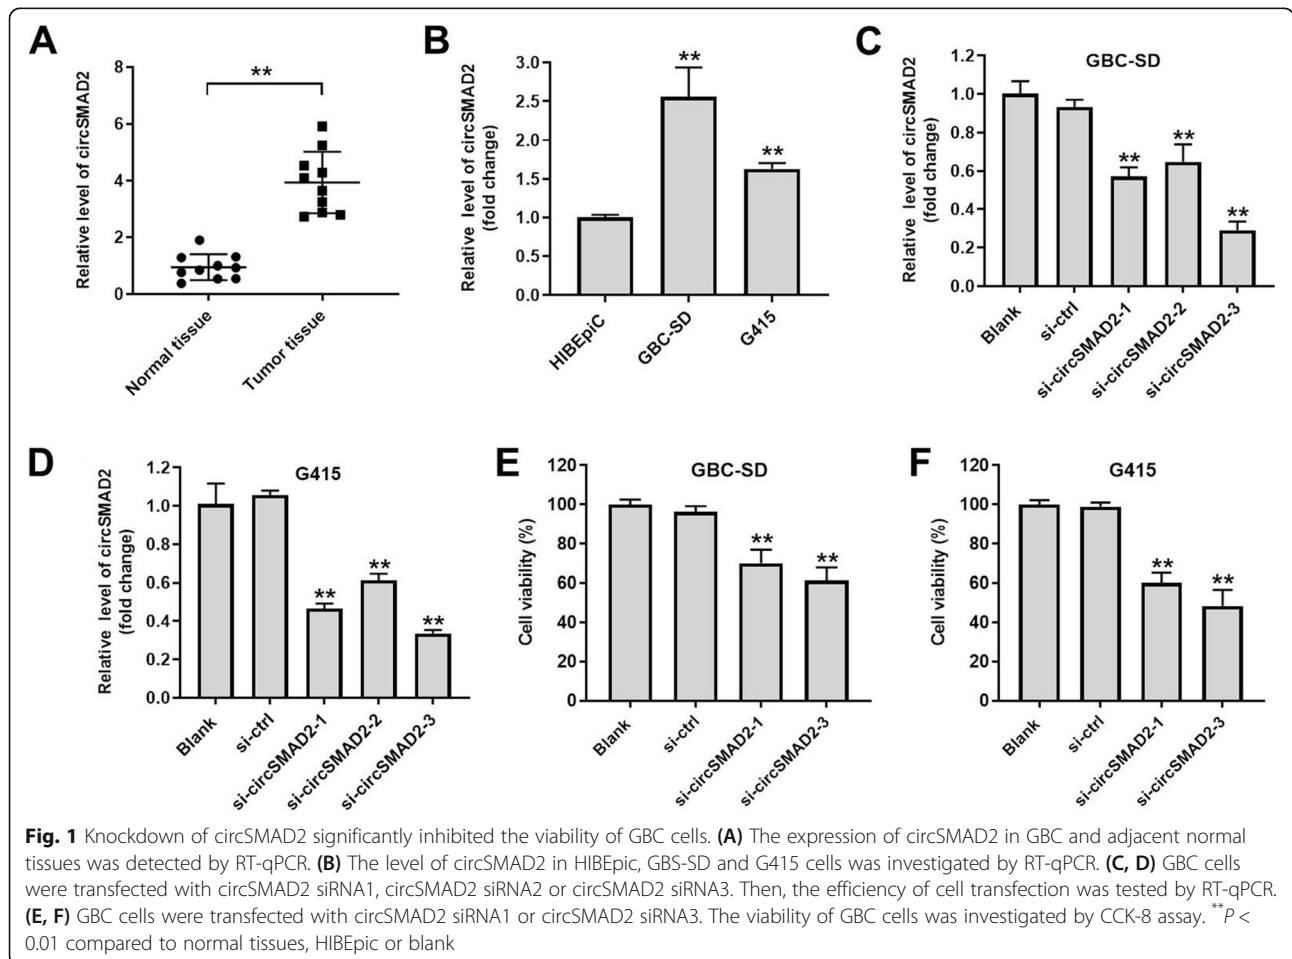 A
Relative level of circSMAD2
8
6
4
2
0
**
Normal tissue
Tumor tissue
B
Relative level of circSMAD2
(fold change)
3.0
2.5
2.0
1.5
1.0
0.5
0.0
**
**
HIBEpiC
GBC-SD
G415
C
GBC-SD
Relative level of circSMAD2
(fold change)
1.2
1.0
0.8
0.6
0.4
0.2
0.0
**
**
**
Blank
si-ctrl
si-circSMAD2-1
si-circSMAD2-2
si-circSMAD2-3
D
G415
Relative level of circSMAD2
(fold change)
1.2
1.0
0.8
0.6
0.4
0.2
0.0
**
**
**
Blank
si-ctrl
si-circSMAD2-1
si-circSMAD2-2
si-circSMAD2-3
E
GBC-SD
Cell viability (%)
120
100
80
60
40
20
0
**
**
Blank
si-ctrl
si-circSMAD2-1
si-circSMAD2-3
F
G415
Cell viability (%)
120
100
80
60
40
20
0
**
**
Blank
si-ctrl
si-circSMAD2-1
si-circSMAD2-3
Fig. 1 Knockdown of circSMAD2 significantly inhibited the viability of GBC cells. (A) The expression of circSMAD2 in GBC and adjacent normal
tissues was detected by RT-qPCR. (B) The level of circSMAD2 in HIBEpic, GBS-SD and G415 cells was investigated by RT-qPCR. (C, D) GBC cells
were transfected with circSMAD2 siRNA1, circSMAD2 siRNA2 or circSMAD2 siRNA3. Then, the efficiency of cell transfection was tested by RT-qPCR.
(E, F) GBC cells were transfected with circSMAD2 siRNA1 or circSMAD2 siRNA3. The viability of GBC cells was investigated by CCK-8 assay. **P <
0.01 compared to normal tissues, HIBEpic or blank